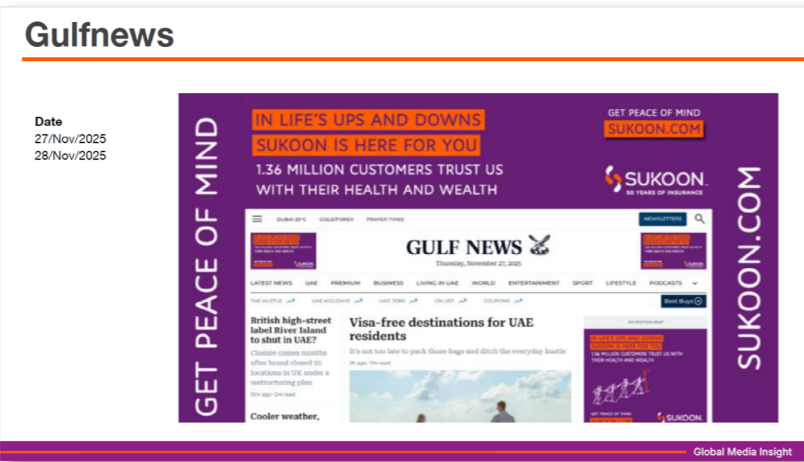 Gulfnews
Date
27/Nov/2025
28/Nov/2025
GET PEACE OF MIND
IN LIFE'S UPS AND DOWNS
SUKOON IS HERE FOR YOU
1.36 MILLION CUSTOMERS TRUST US
WITH THEIR HEALTH AND WEALTH
GET PEACE OF MIND
SUKOON.COM
SUKOON
50 YEARS OF INSURANCE
SUKOON.COM
DUBAI 25°C GOLD/FOREX PRAYER TIMES
NEWSLETTERS
GULF NEWS
Thursday, November 27, 2025
LATEST NEWS UAE PREMIUM BUSINESS LIVING IN UAE WORLD ENTERTAINMENT SPORT LIFESTYLE PODCASTS
THE HUSTLE UAE HOLIDAYS UAE JOBS ON LIST COUPONS
Best Buys
British high-street
label River Island
to shut in UAE?
Closure comes months
after brand closed 33
locations in UK under a
restructuring plan
2m read
Cooler weather,
Visa-free destinations for UAE
residents
It's not too late to pack those bags and ditch the everyday hustle
ADVERTISEMENT
IN LIFE'S UPS AND DOWNS
SUKOON IS HERE FOR YOU
1.36 MILLION CUSTOMERS TRUST US WITH
THEIR HEALTH AND WEALTH
GET PEACE OF MIND
SUKOON
Global Media Insight